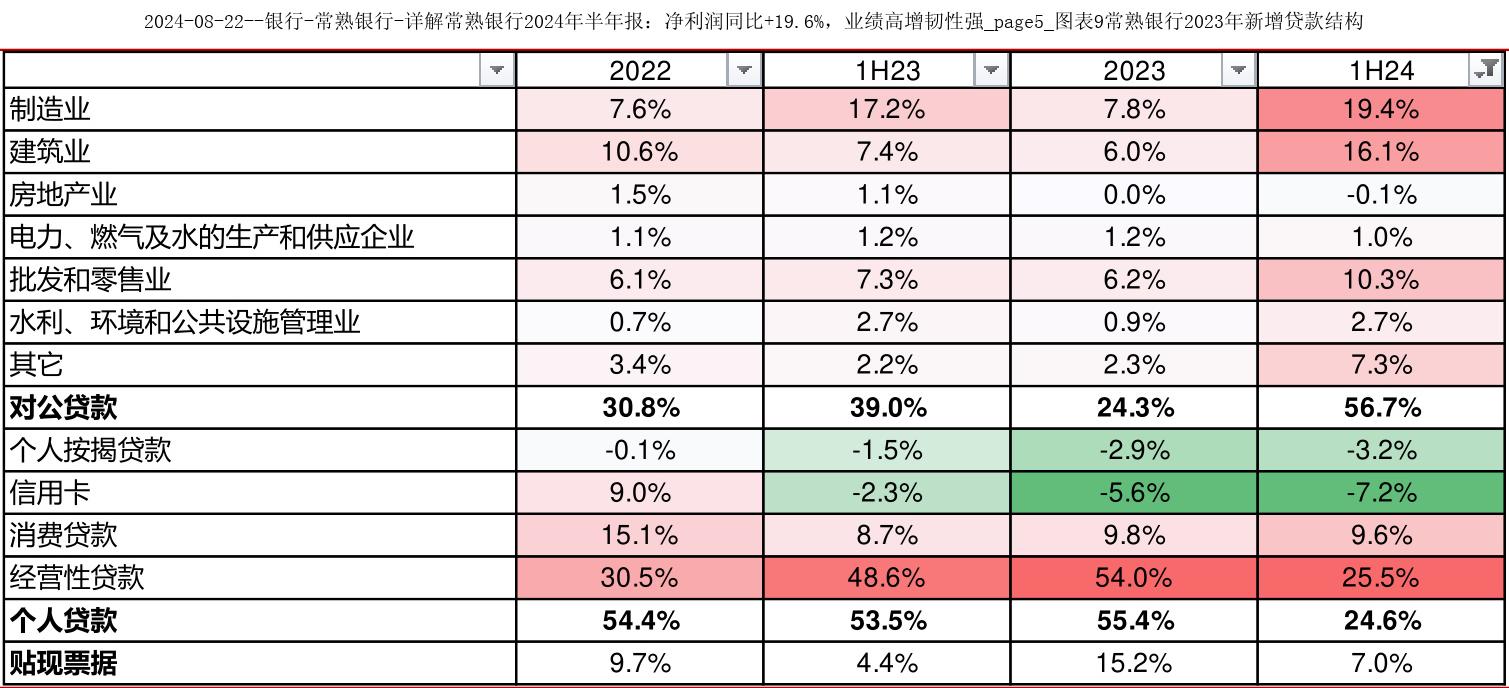 2024-08-22--银行-常熟银行-详解常熟银行2024年半年报：净利润同比+19.6%，业绩高增韧性强_page5_图表9常熟银行2023年新增贷款结构
2022 1H23 2023 1H24
制造业 7.6% 17.2% 7.8% 19.4%
建筑业 10.6% 7.4% 6.0% 16.1%
房地产业 1.5% 1.1% 0.0% -0.1%
电力、燃气及水的生产和供应企业 1.1% 1.2% 1.2% 1.0%
批发和零售业 6.1% 7.3% 6.2% 10.3%
水利、环境和公共设施管理业 0.7% 2.7% 0.9% 2.7%
其它 3.4% 2.2% 2.3% 7.3%
对公贷款 30.8% 39.0% 24.3% 56.7%
个人按揭贷款 -0.1% -1.5% -2.9% -3.2%
信用卡 9.0% -2.3% -5.6% -7.2%
消费贷款 15.1% 8.7% 9.8% 9.6%
经营性贷款 30.5% 48.6% 54.0% 25.5%
个人贷款 54.4% 53.5% 55.4% 24.6%
贴现票据 9.7% 4.4% 15.2% 7.0%